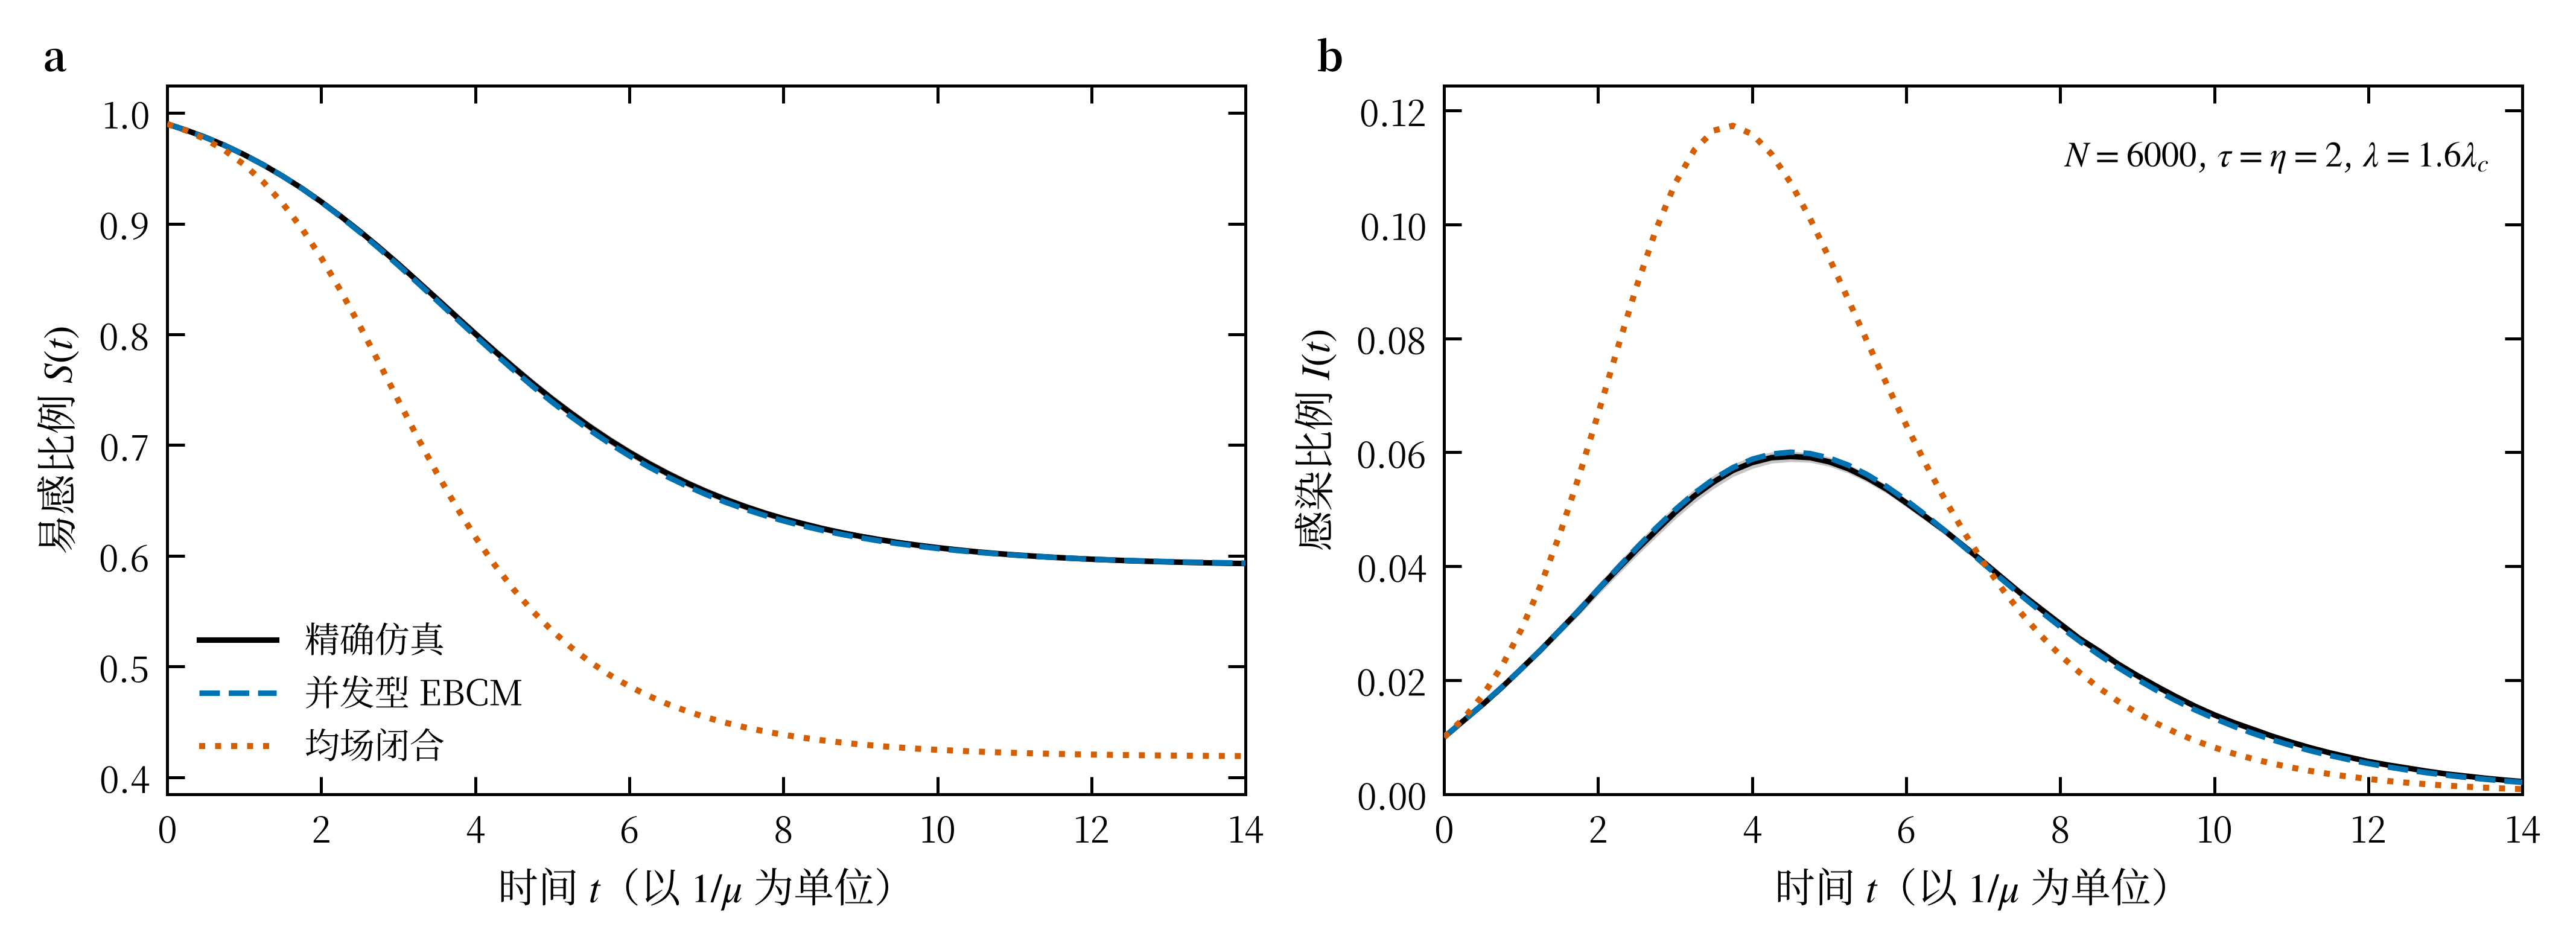 a
1.0
0.9
0.8
0.7
0.6
0.5
0.4
易感比例 S(t)
精确仿真
并发型 EBCM
均场闭合
0 2 4 6 8 10 12 14
时间 t（以 1/μ 为单位）
b
0.12
0.10
0.08
0.06
0.04
0.02
0.00
感染比例 I(t)
N = 6000, τ = η = 2, λ = 1.6λc
0 2 4 6 8 10 12 14
时间 t（以 1/μ 为单位）